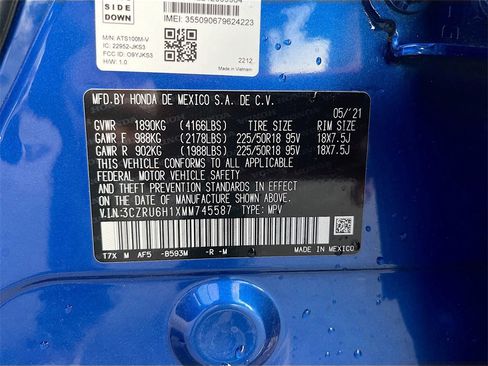 SIDE
DOWN
IMEI: 355090679624223
M/N: ATS100M-V
IC: 22952-JKS3
FCC ID: O9YJKS3
H/W: 1.0
2212.
Made in Vietnam
MFD.BY HONDA DE MEXICO S.A. DE C.V.
05/'21
GVWR 1890KG (4166LBS) TIRE SIZE RIM SIZE
GAWR F 988KG (2178LBS) 225/50R18 95V 18X7.5J
GAWR R 902KG (1988LBS) 225/50R18 95V 18X7.5J
THIS VEHICLE CONFORMS TO ALL APPLICABLE
FEDERAL MOTOR VEHICLE SAFETY, BUMPER,
AND THEFT PREVENTION STANDARDS IN EFFECT
ON THE DATE OF MANUFACTURE SHOWN ABOVE.
V.I.N:3CZRU6H1XMM745587 TYPE: MPV
T7X M AF5 -B593M -R -M
MADE IN MEXICO